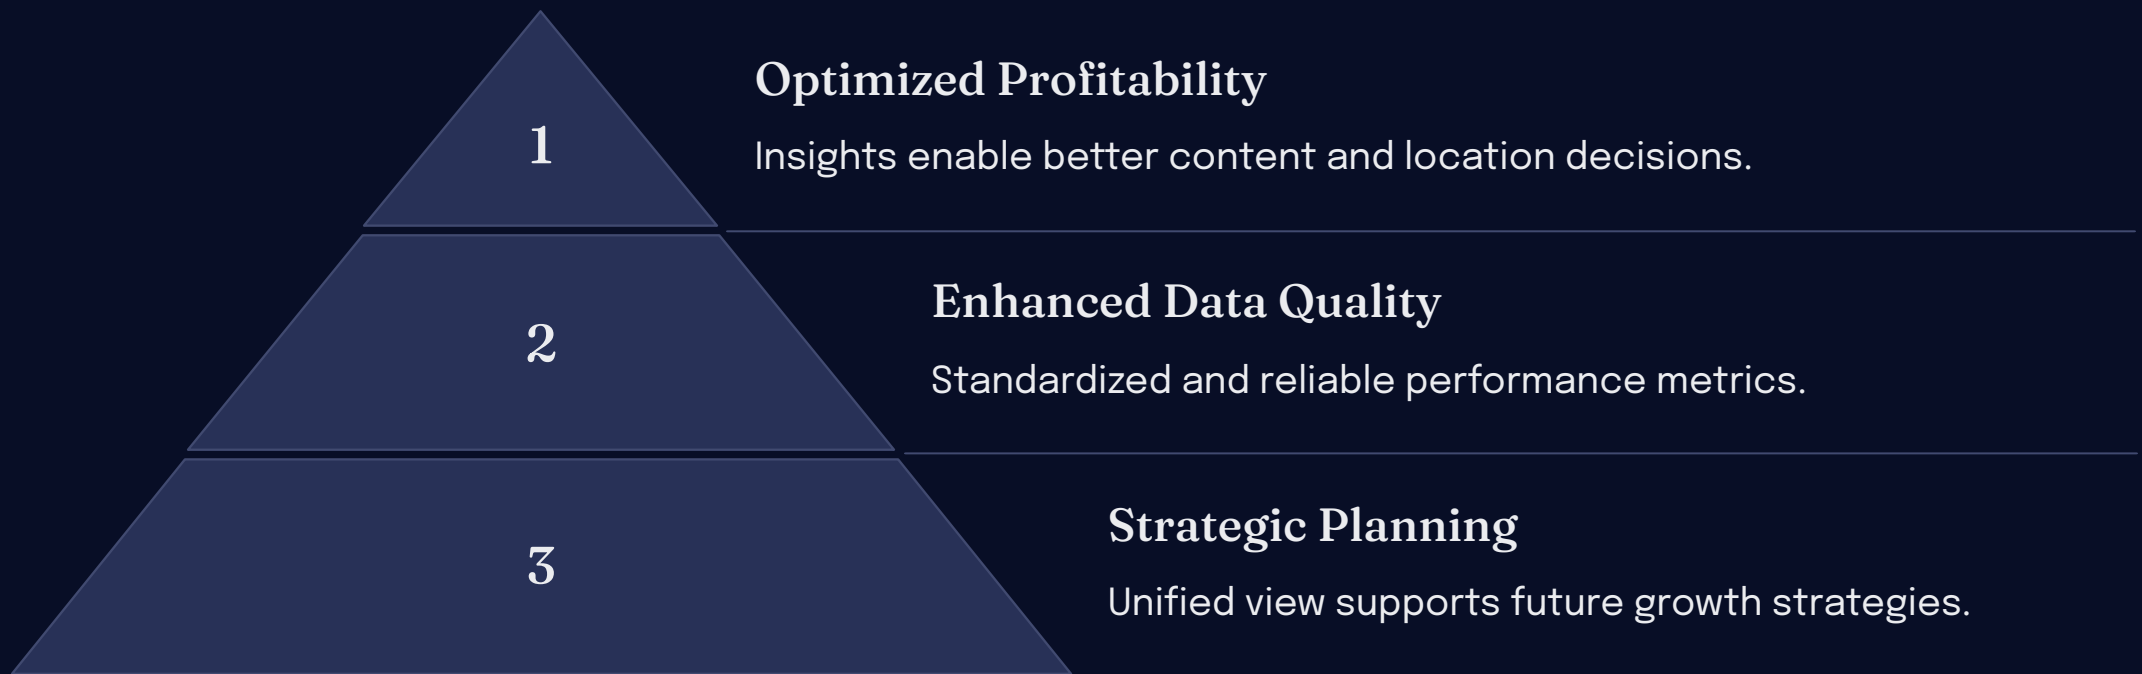 1
Optimized Profitability
Insights enable better content and location decisions.
2
Enhanced Data Quality
Standardized and reliable performance metrics.
3
Strategic Planning
Unified view supports future growth strategies.